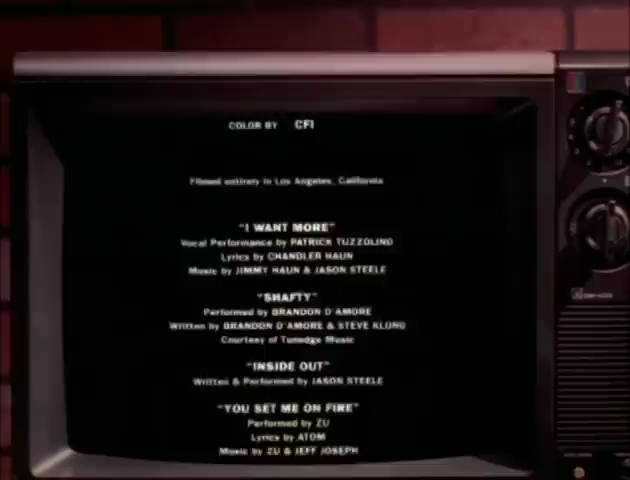 COLOR BY CFI
Filmed entirely in Los Angeles, California
"I WANT MORE"
Vocal Performance by PATRICK TUZZOLINO
Lyrics by CHANDLER HAUN
Music by JIMMY HAUN & JASON STEELE
"SHAFTY"
Performed by BRANDON D'AMORE
Written by BRANDON D'AMORE & STEVE KLONG
Courtesy of Tunedge Music
"INSIDE OUT"
Written & Performed by JASON STEELE
"YOU SET ME ON FIRE"
Performed by ZU
Lyrics by ATOM
Music by ZU & JEFF JOSEPH